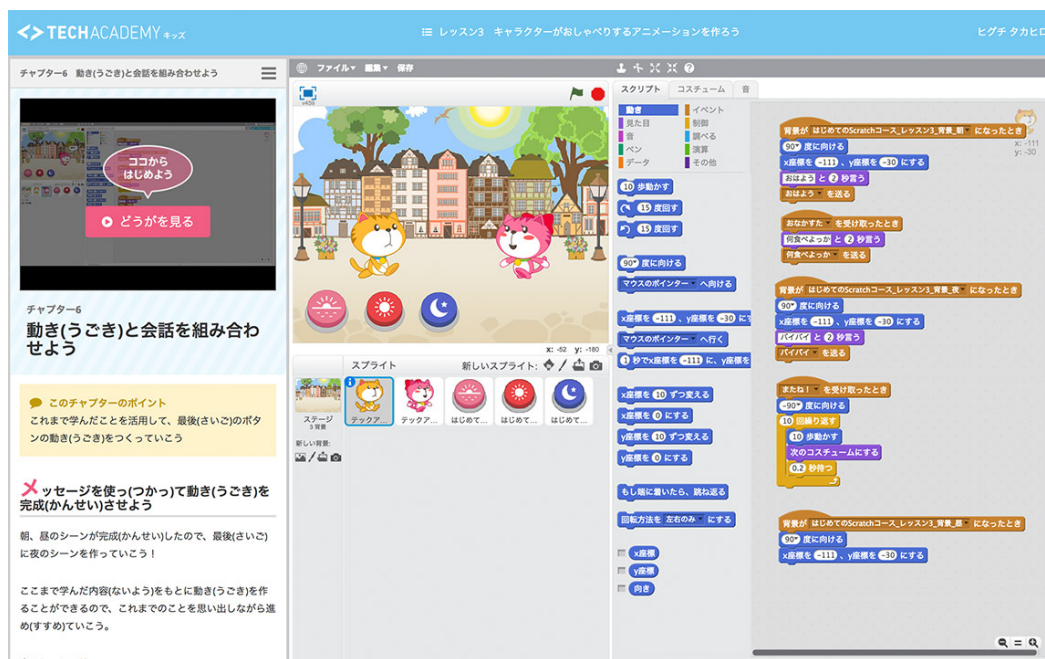 <> TECHACADEMY キッズ
レッスン3 キャラクターがおしゃべりするアニメーションを作ろう
ヒグチ タカヒロ
チャプター6 動き(うごき)と会話を組み合わせよう
ココから
はじめよう
どうがを見る
チャプター6
動き(うごき)と会話を組み合わ
せよう
このチャプターのポイント
これまで学んだことを活用して、最後(さいご)のボタ
ンの動き(うごき)をつくっていこう
メッセージを使っ(つかっ)て動き(うごき)を
完成(かんせい)させよう
朝、昼のシーンが完成(かんせい)したので、最後(さいご)
に夜のシーンを作っていこう！
ここまで学んだ内容(ないよう)をもとに動き(うごき)を作
ることができるので、これまでのことを思い出しながら進
め(すすめ)ていこう。
ファイル▼ 編集▼ 保存
v459
x: -52 y: -180
スプライト 新しいスプライト:
ステージ
3 背景
新しい背景:
テックア...
テックア...
はじめて...
はじめて...
はじめて...
スクリプト コスチューム 音
動き イベント
見た目 制御
音 調べる
ペン 演算
データ その他
10 歩動かす
15 度回す
15 度回す
90▼ 度に向ける
マウスのポインター▼ へ向ける
x座標を -111 、y座標を -30 に
マウスのポインター▼ へ行く
1 秒でx座標を -111 に、y座標を
x座標を 10 ずつ変える
x座標を 0 にする
y座標を 10 ずつ変える
y座標を 0 にする
もし端に着いたら、跳ね返る
回転方法を 左右のみ▼ にする
x座標
y座標
向き
x: -111
y: -30
背景が はじめてのScratchコース_レッスン3_背景_朝▼ になったとき
90▼ 度に向ける
x座標を -111 、y座標を -30 にする
おはよう と 2 秒言う
おはよう▼ を送る
おなかすた▼ を受け取ったとき
何食べよっか と 2 秒言う
何食べよっか▼ を送る
背景が はじめてのScratchコース_レッスン3_背景_夜▼ になったとき
90▼ 度に向ける
x座標を -111 、y座標を -30 にする
バイバイ と 2 秒言う
バイバイ▼ を送る
またね！▼ を受け取ったとき
-90▼ 度に向ける
10 回繰り返す
10 歩動かす
次のコスチュームにする
0.2 秒待つ
背景が はじめてのScratchコース_レッスン3_背景_昼▼ になったとき
90▼ 度に向ける
x座標を -111 、y座標を -30 にする